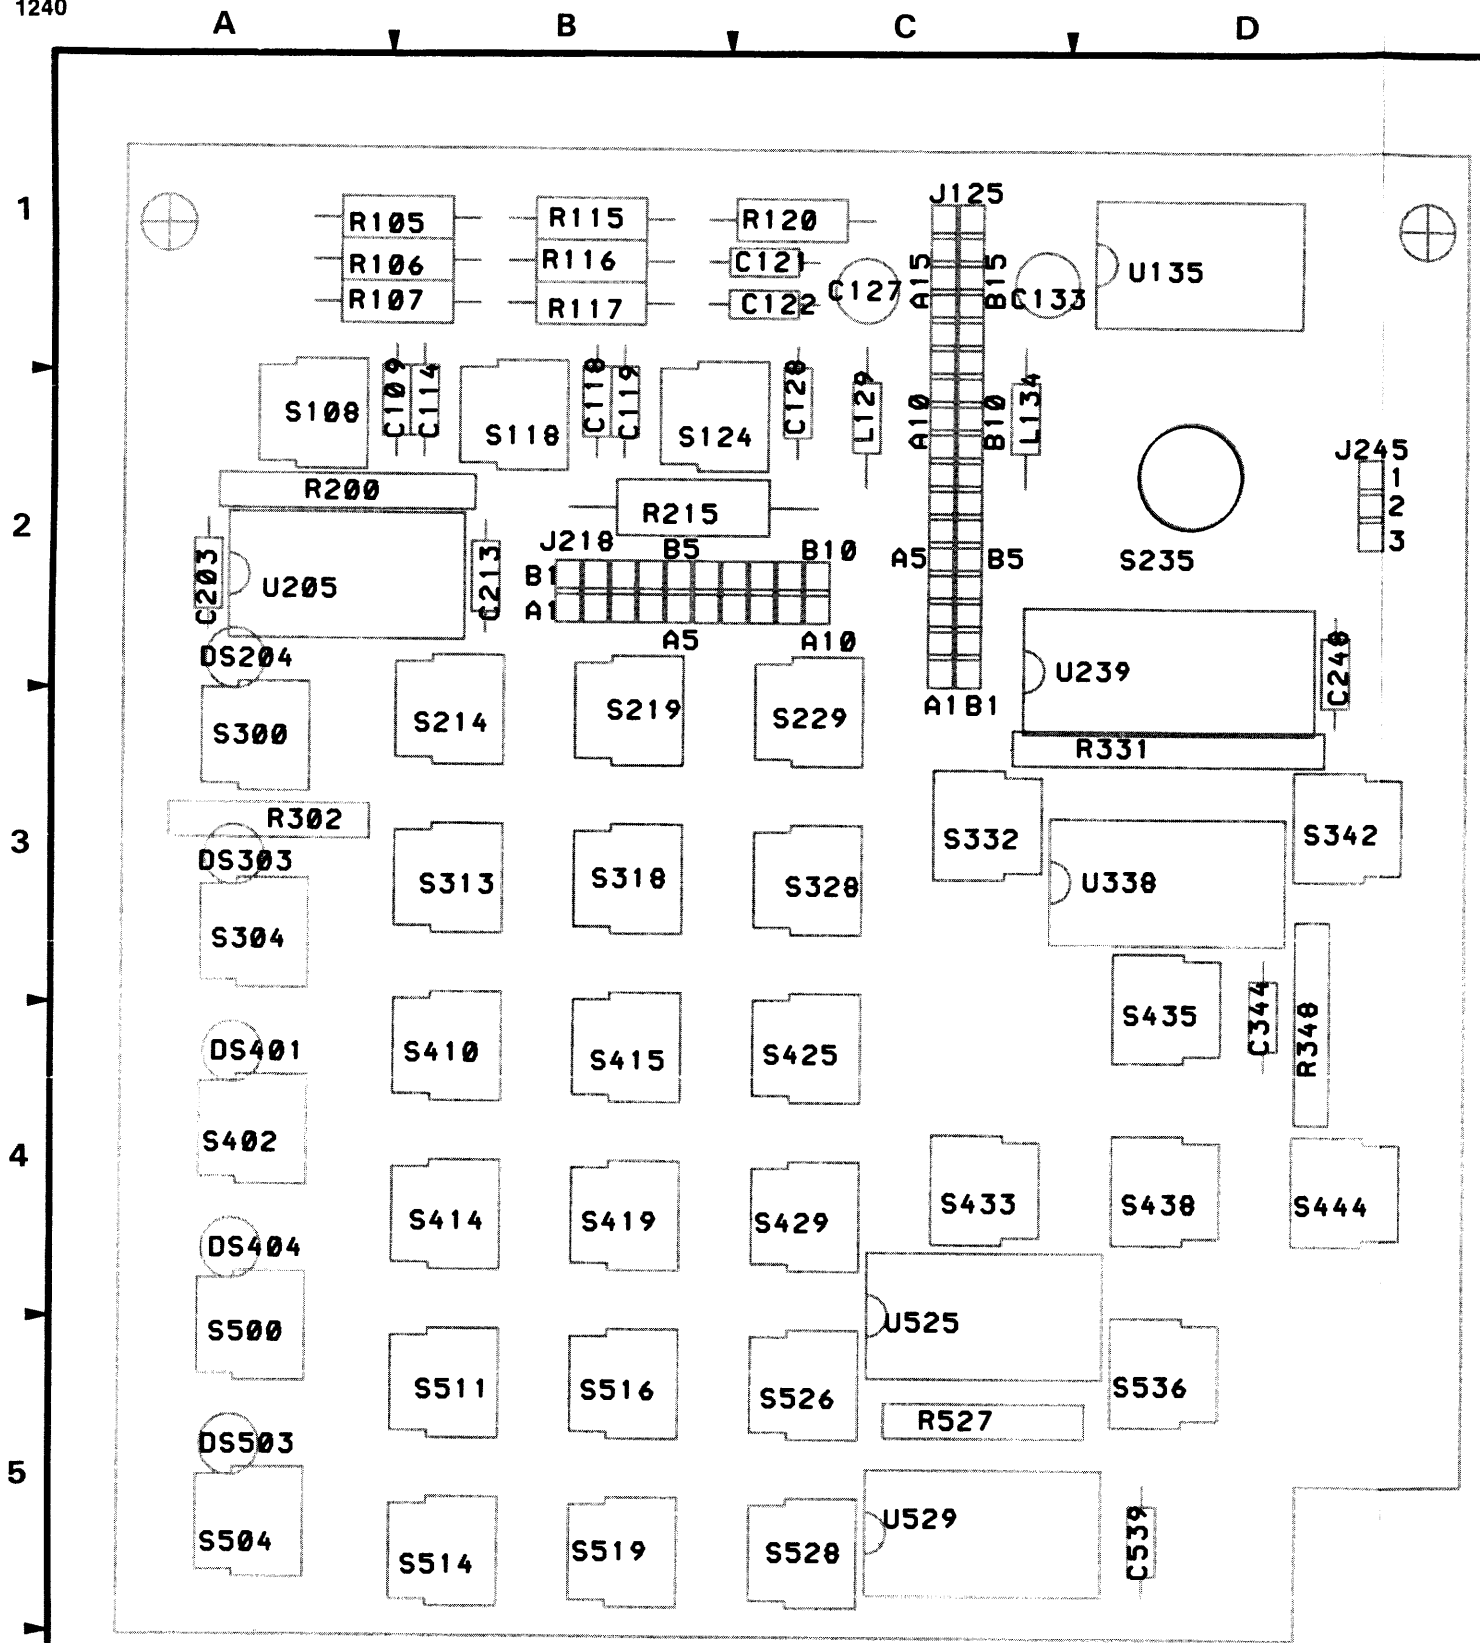 1240
A B C D
1
J125
R105 R115 R120
R106 R116 C121 A15 B15 U135
R107 R117 C122 C127 C133
S108 C109 C114 S118 C118 C119 S124 C128 L129 A10 B10 L134
J245
1
2
3
R200
R215
2
J218 B5 B10 A5 B5 S235
C203 U205 C213 B1
A1
A5 A10
DS204 U239 C248
S300 S214 S219 S229 A1 B1
R331
R302
3
DS303 S332 U338 S342
S313 S318 S328
S304
S435 C344 R348
DS401 S410 S415 S425
S402
4
S414 S419 S429 S433 S438 S444
DS404
S500 U525
S511 S516 S526 S536
R527
DS503
5
S504 S514 S519 S528 U529 C539